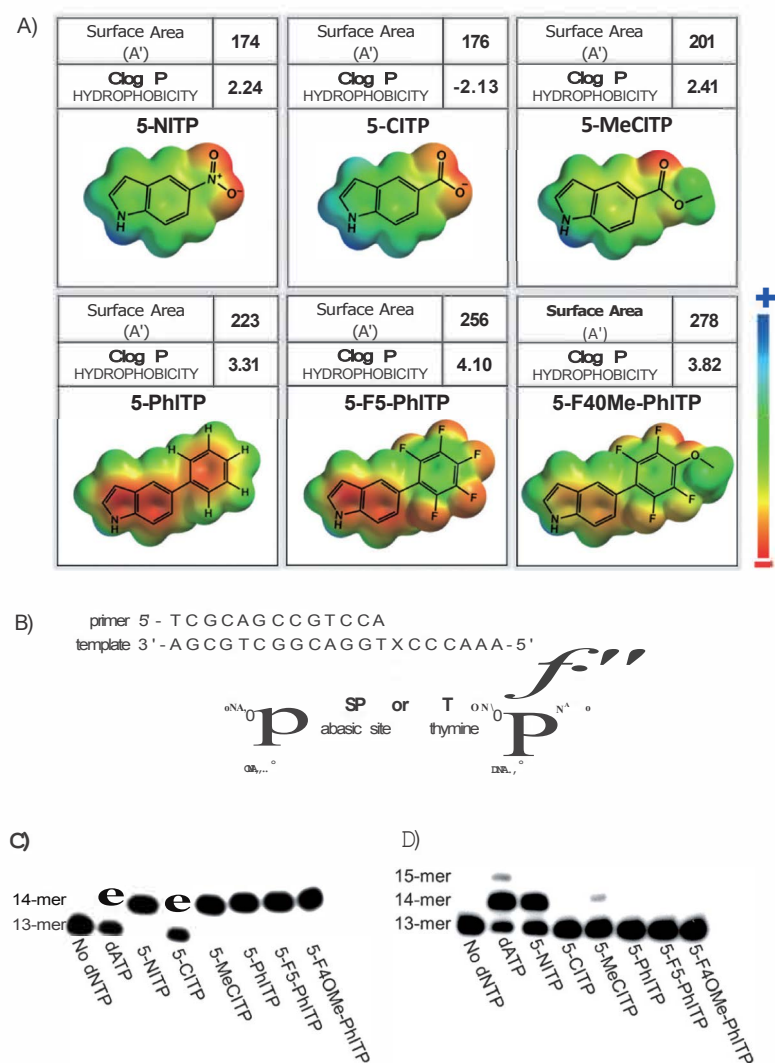 A)
Surface Area 174 Surface Area 176 Surface Area 201
(A') (A') (A')
Clog P 2.24 Clog P -2.13 Clog P 2.41
HYDROPHOBICITY HYDROPHOBICITY HYDROPHOBICITY
5-NITP 5-CITP 5-MeCITP
O
N+
O-
N
H
O
O-
N
H
O
O
N
H
+
Surface Area 223 Surface Area 256 Surface Area 278
(A') (A') (A')
Clog P 3.31 Clog P 4.10 Clog P 3.82
HYDROPHOBICITY HYDROPHOBICITY HYDROPHOBICITY
5-PhITP 5-F5-PhITP 5-F40Me-PhITP
H
H H
H H
N
H
F
F F
F F
N
H
F
F O
F F
N
H
B)
primer 5'- T C G C A G C C G T C C A
template 3'-A G C G T C G G C A G G T X C C C A A A-5'
f:''
SP or T
abasic site thymine
p P
C) D)
15-mer
14-mer e e 14-mer
13-mer 13-mer
No dNTP dATP 5-NITP 5-CITP 5-MeCITP 5-PhITP 5-F5-PhITP 5-F4OMe-PhITP
No dNTP dATP 5-NITP 5-CITP 5-MeCITP 5-PhITP 5-F5-PhITP 5-F4OMe-PhITP